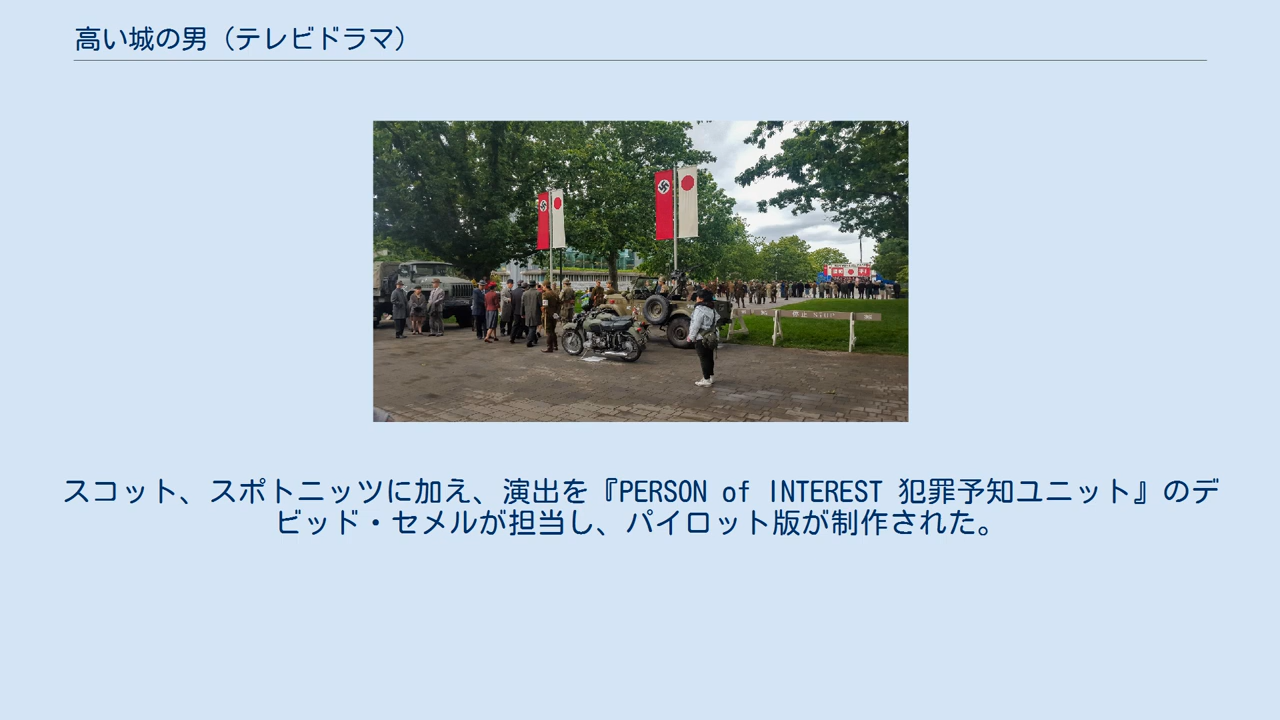 高い城の男（テレビドラマ）
スコット、スポトニッツに加え、演出を『PERSON of INTEREST 犯罪予知ユニット』のデ
ビッド・セメルが担当し、パイロット版が制作された。